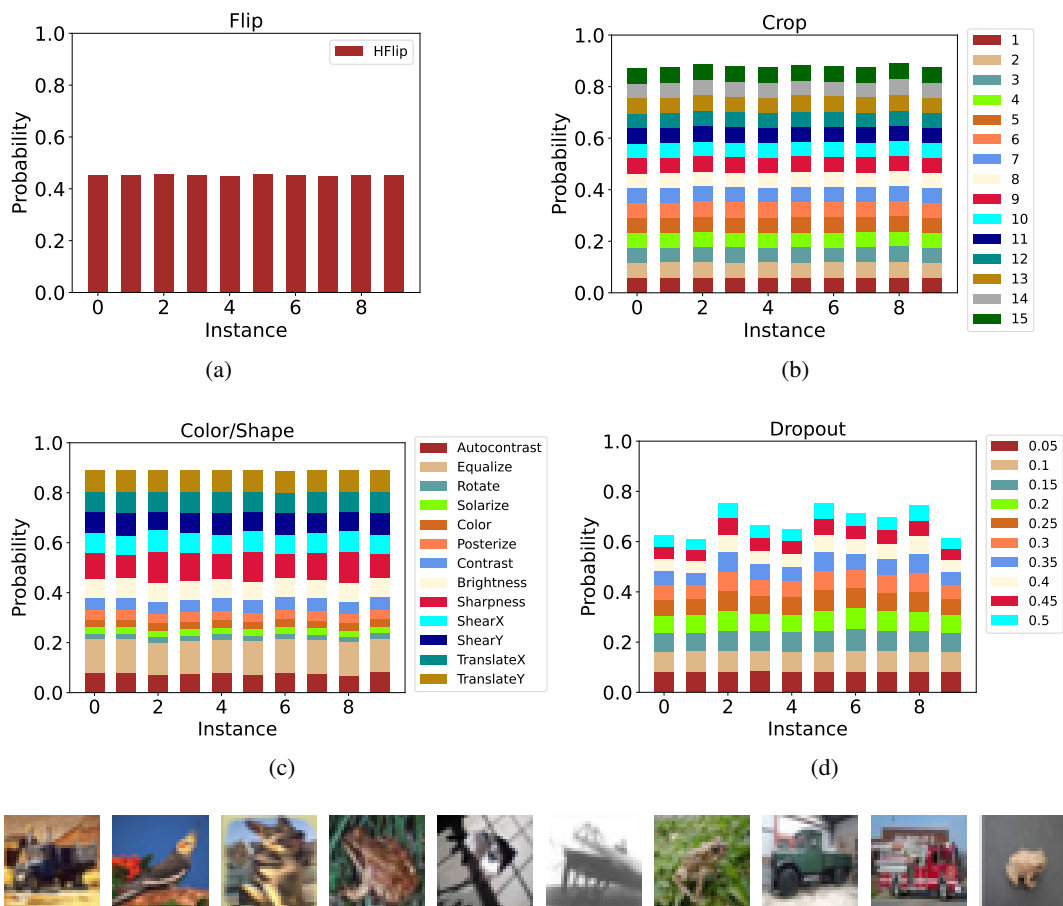 Flip
Probability
1.0
0.8
0.6
0.4
0.2
0.0
HFlip
0 2 4 6 8
Instance
(a)
Crop
Probability
1.0
0.8
0.6
0.4
0.2
0.0
1
2
3
4
5
6
7
8
9
10
11
12
13
14
15
0 2 4 6 8
Instance
(b)
Color/Shape
Probability
1.0
0.8
0.6
0.4
0.2
0.0
Autocontrast
Equalize
Rotate
Solarize
Color
Posterize
Contrast
Brightness
Sharpness
ShearX
ShearY
TranslateX
TranslateY
0 2 4 6 8
Instance
(c)
Dropout
Probability
1.0
0.8
0.6
0.4
0.2
0.0
0.05
0.1
0.15
0.2
0.25
0.3
0.35
0.4
0.45
0.5
0 2 4 6 8
Instance
(d)